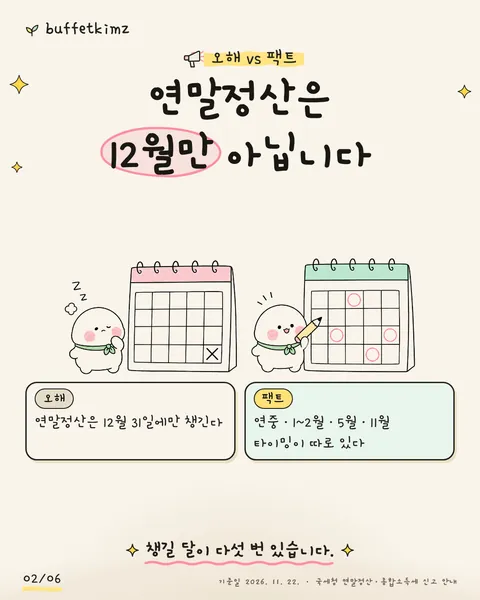 buffetkimz
오해 vs 팩트
연말정산은
12월만 아닙니다
z z
오해
연말정산은 12월 31일에만 챙긴다
팩트
연중 · 1~2월 · 5월 · 11월
타이밍이 따로 있다
챙길 달이 다섯 번 있습니다.
02/06
기준일 2026. 11. 22. · 국세청 연말정산·종합소득세 신고 안내